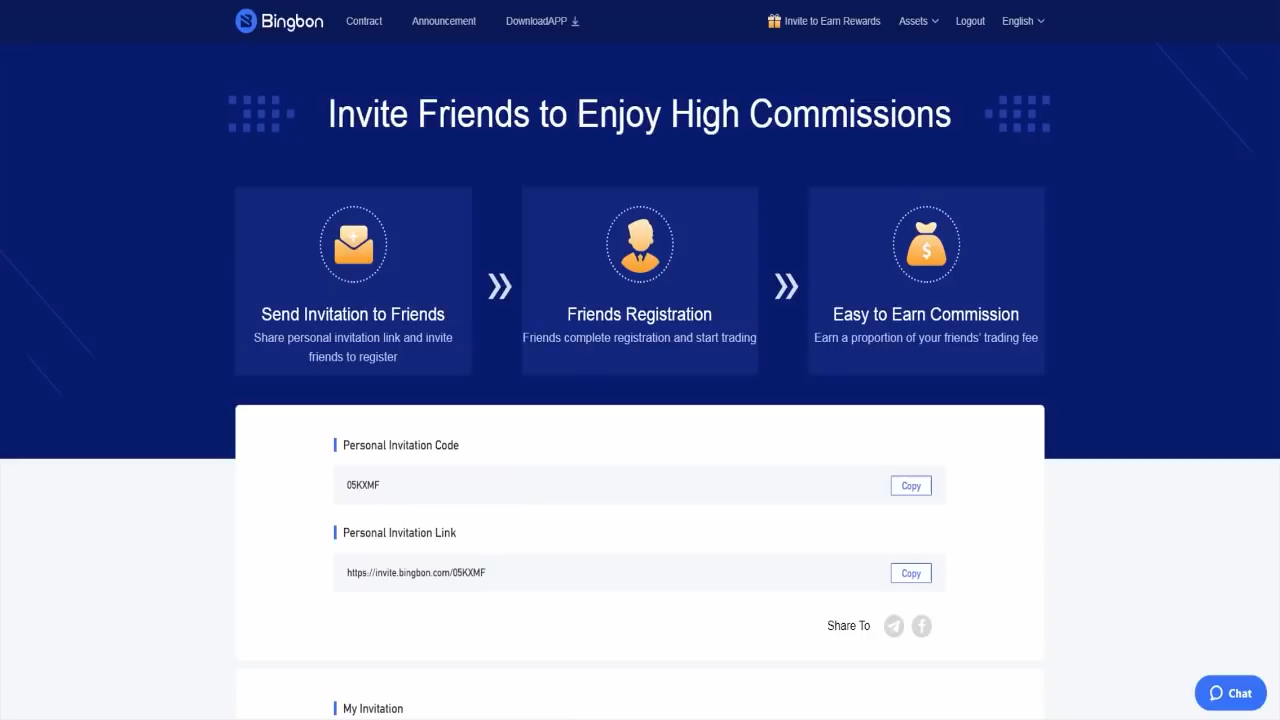 Bingbon
Contract
Announcement
DownloadAPP
Invite to Earn Rewards
Assets
Logout
English
Invite Friends to Enjoy High Commissions
$
Send Invitation to Friends
Share personal invitation link and invite
friends to register
Friends Registration
Friends complete registration and start trading
Easy to Earn Commission
Earn a proportion of your friends' trading fee
Personal Invitation Code
05KXMF
Copy
Personal Invitation Link
https://invite.bingbon.com/05KXMF
Copy
Share To
My Invitation
Chat